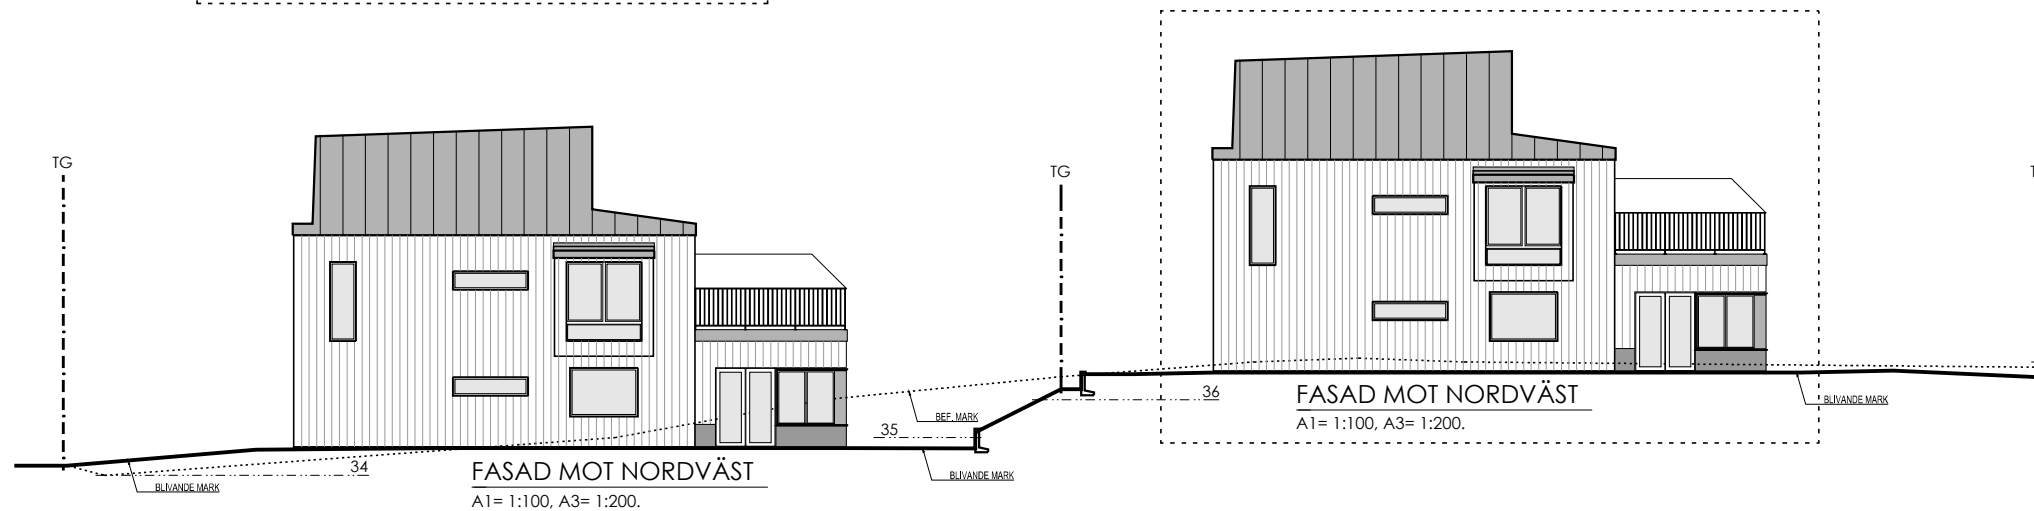 TG
34
BLIVANDE MARK
FASAD MOT NORDVÄST
A1= 1:100, A3= 1:200.
BEF. MARK
35
BLIVANDE MARK
TG
36
FASAD MOT NORDVÄST
A1= 1:100, A3= 1:200.
BLIVANDE MARK